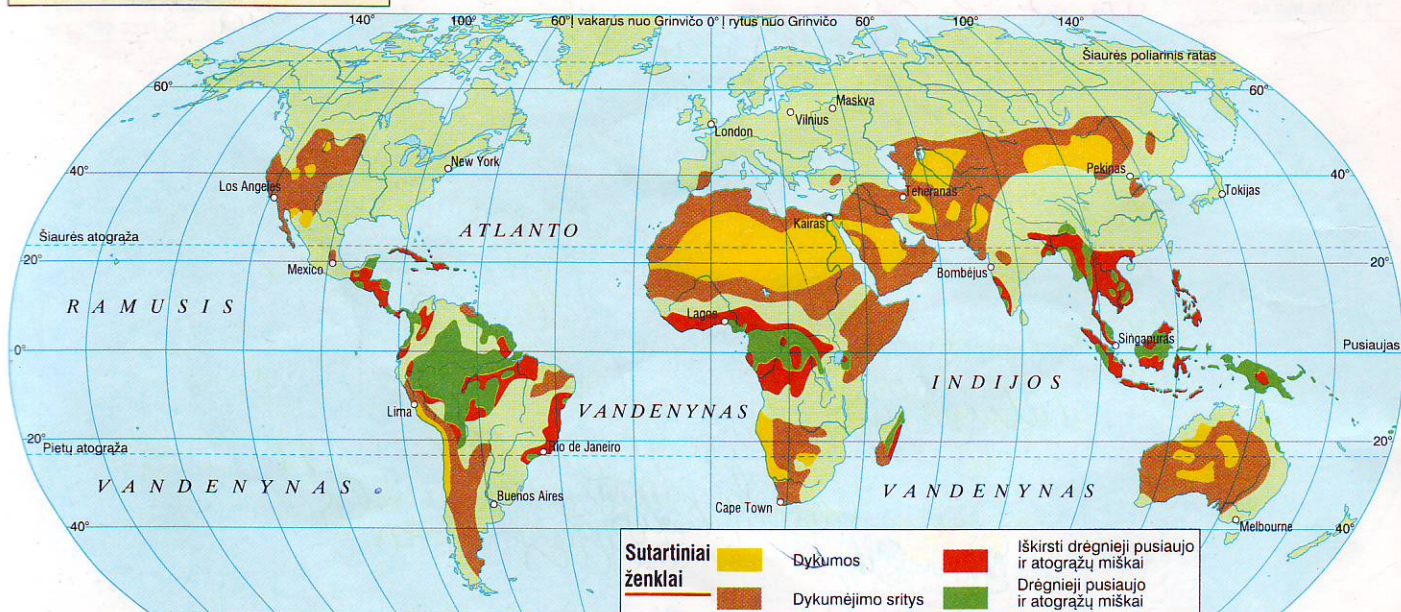 140° 100° 60° vakarus nuo Grinvičo 0° rytus nuo Grinvičo 60° 100° 140°
Šiaurės poliarinis ratas
60° 60°
Maskva
Vilnius
London
New York
40° 40°
Pekinas
Los Angeles
Teheranas
Tokijas
Kairas
ATLANTO
Šiaurės atogrąža
Mexico
20° 20°
Bombėjus
RAMUSIS
Lagos
Singapūras
0° 0°
Pusiaujas
INDIJOS
Lima
VANDENYNAS
20° 20°
Pietų atogrąža
Rio de Janeiro
VANDENYNAS
VANDENYNAS
Buenos Aires
Cape Town
Melbourne
40° 40°
Sutartiniai
ženklai
Dykumos
Dykumėjimo sritys
Iškirsti drėgnieji pusiaujo
ir atogrąžų miškai
Drėgnieji pusiaujo
ir atogrąžų miškai